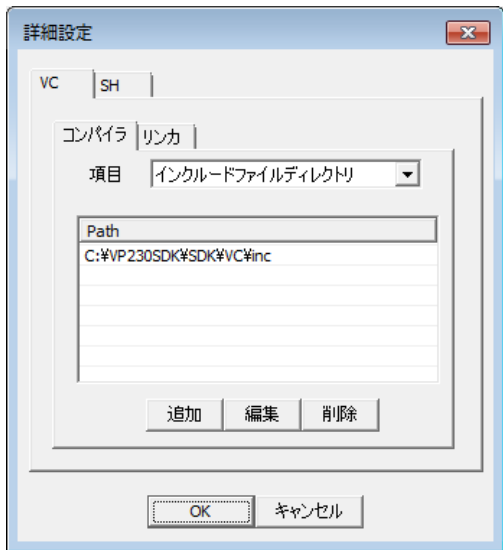 詳細設定
VC SH
コンパイラ リンカ
項目 インクルードファイルディレクトリ
Path
C:¥VP230SDK¥SDK¥VC¥inc
追加 編集 削除
OK キャンセル